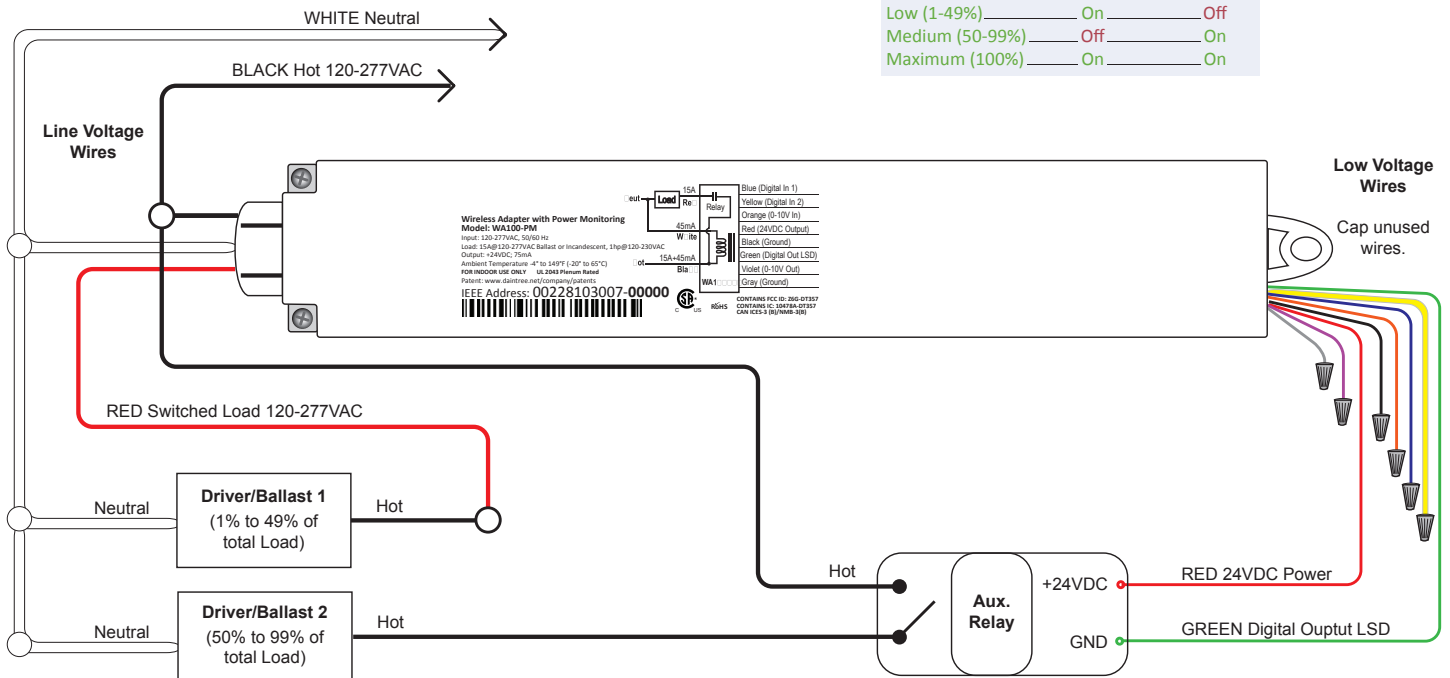 WHITE Neutral
BLACK Hot 120-277VAC
Low (1-49%) On Off
Medium (50-99%) Off On
Maximum (100%) On On
Line Voltage
Wires
Low Voltage
Wires
Cap unused
wires.
Wireless Adapter with Power Monitoring
Model: WA100-PM
Input: 120-277VAC, 50/60 Hz
Load: 15A@120-277VAC Ballast or Incandescent, 1hp@120-230VAC
Output: +24VDC; 75mA
Ambient Temperature -4° to 149°F (-20° to 65°C)
FOR INDOOR USE ONLY UL 2043 Plenum Rated
Patent: www.daintree.net/company/patents
IEEE Address: 00228103007-00000
eut
Load
15A
Re
Relay
45mA
W ite
ot
15A+45mA
Bla
WA1
Blue (Digital In 1)
Yellow (Digital In 2)
Orange (0-10V In)
Red (24VDC Output)
Black (Ground)
Green (Digital Out LSD)
Violet (0-10V Out)
Gray (Ground)
C US
RoHS
CONTAINS FCC ID: Z6G-DT357
CONTAINS IC: 10478A-DT357
CAN ICES-3 (B)/NMB-3(B)
RED Switched Load 120-277VAC
Neutral
Driver/Ballast 1
(1% to 49% of
total Load)
Hot
Neutral
Driver/Ballast 2
(50% to 99% of
total Load)
Hot
Hot
Aux.
Relay
+24VDC
GND
RED 24VDC Power
GREEN Digital Ouptut LSD